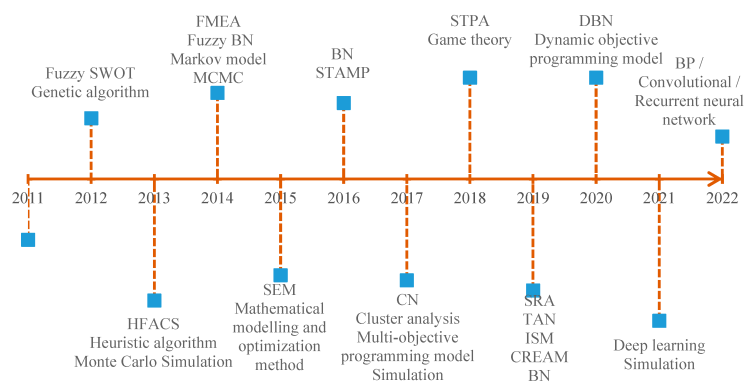 FMEA
Fuzzy BN
Markov model
MCMC
Fuzzy SWOT
Genetic algorithm
BN
STAMP
STPA
Game theory
DBN
Dynamic objective
programming model
BP /
Convolutional /
Recurrent neural
network
2011 2012 2013 2014 2015 2016 2017 2018 2019 2020 2021 2022
HFACS
Heuristic algorithm
Monte Carlo Simulation
SEM
Mathematical
modelling and
optimization
method
CN
Cluster analysis
Multi-objective
programming model
Simulation
SRA
TAN
ISM
CREAM
BN
Deep learning
Simulation